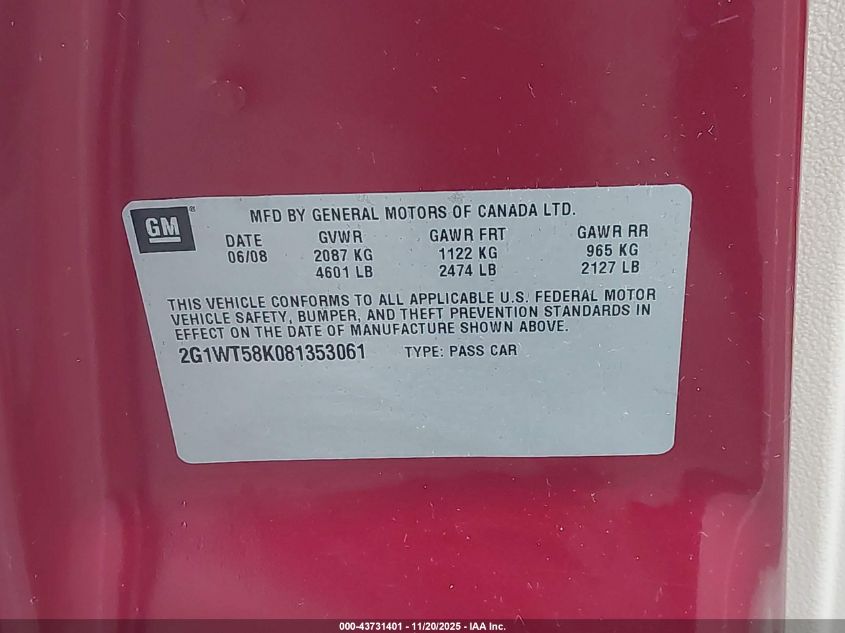 GM®
MFD BY GENERAL MOTORS OF CANADA LTD.
DATE GVWR GAWR FRT GAWR RR
06/08 2087 KG 1122 KG 965 KG
4601 LB 2474 LB 2127 LB
THIS VEHICLE CONFORMS TO ALL APPLICABLE U.S. FEDERAL MOTOR
VEHICLE SAFETY, BUMPER, AND THEFT PREVENTION STANDARDS IN
EFFECT ON THE DATE OF MANUFACTURE SHOWN ABOVE.
2G1WT58K081353061 TYPE: PASS CAR
000-43731401 - 11/20/2025 - IAA Inc.